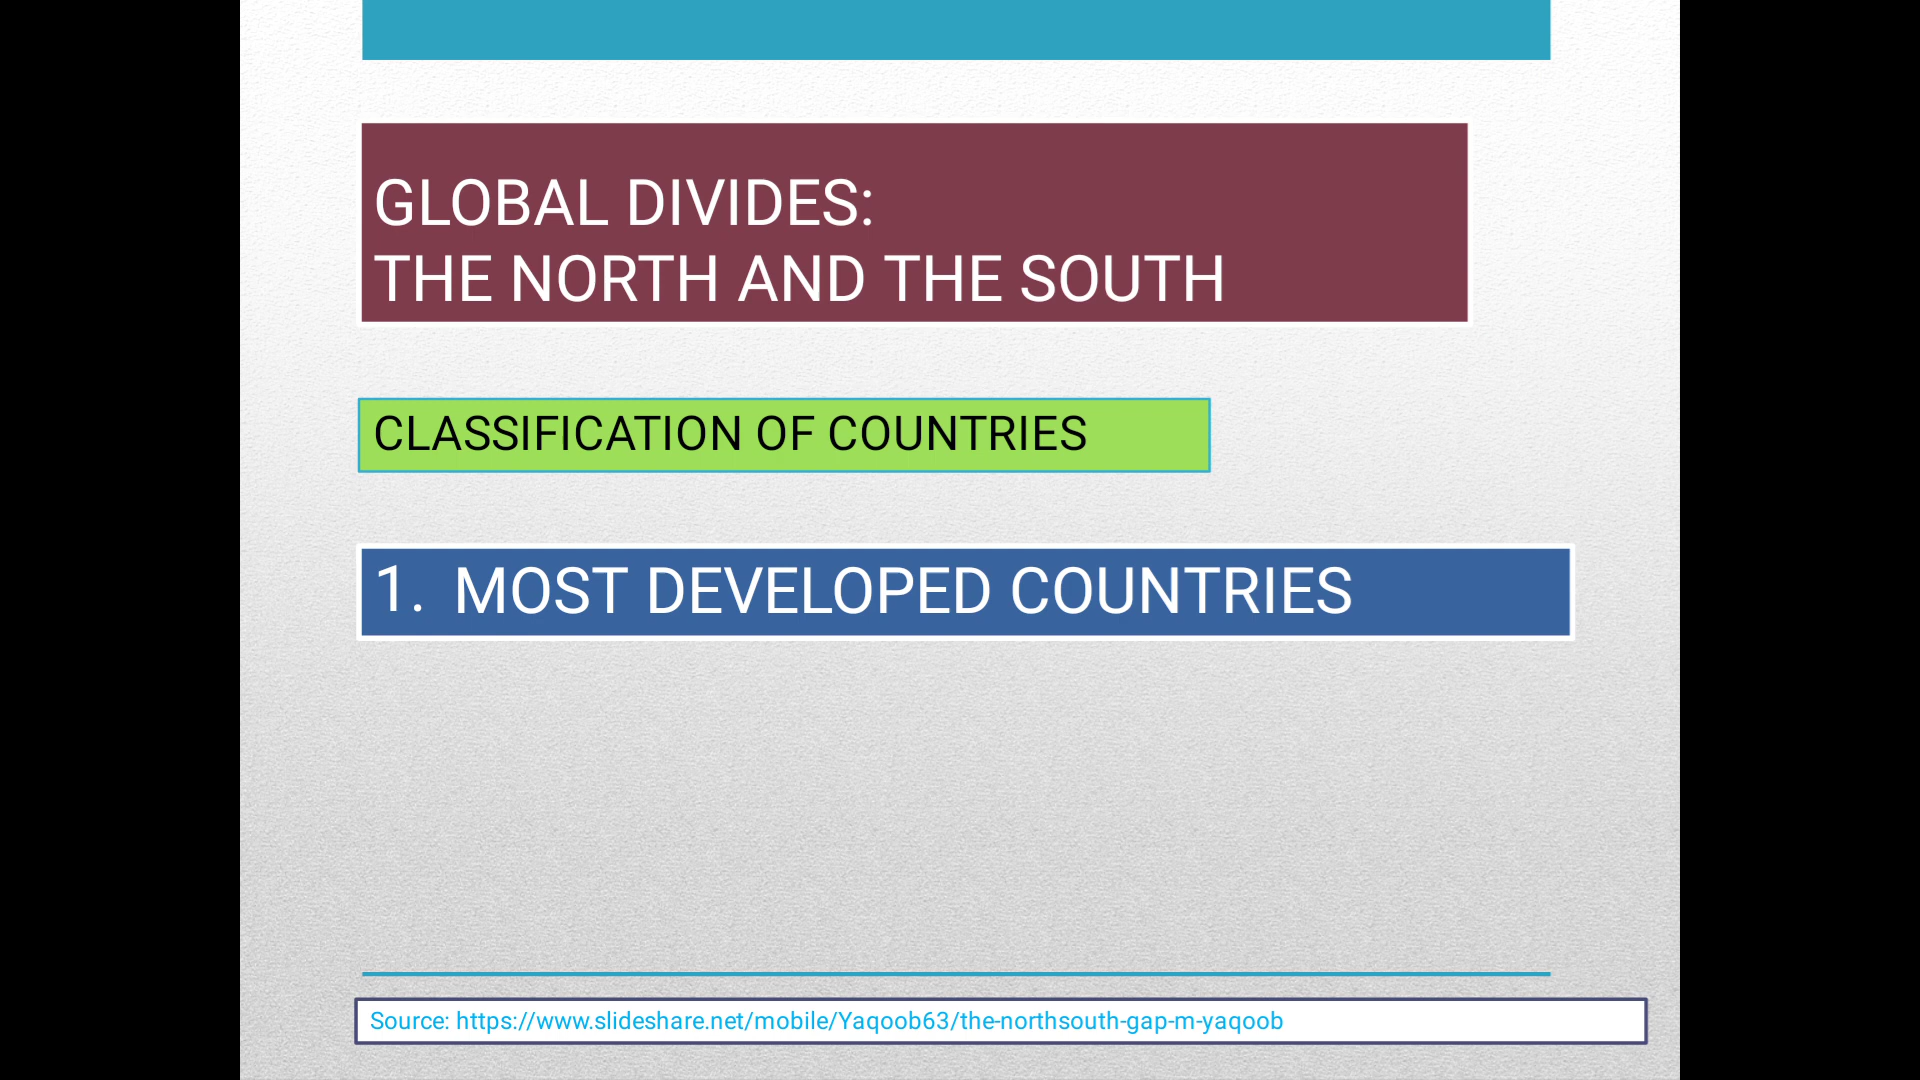 GLOBAL DIVIDES:
THE NORTH AND THE SOUTH
CLASSIFICATION OF COUNTRIES
1. MOST DEVELOPED COUNTRIES
Source: https://www.slideshare.net/mobile/Yaqoob63/the-northsouth-gap-m-yaqoob